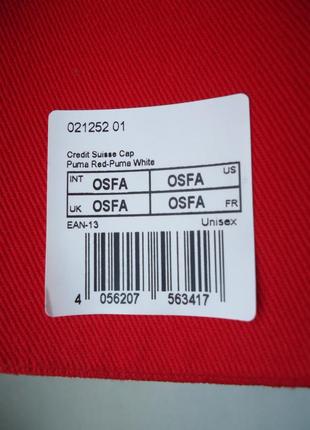 021252 01
Credit Suisse Cap
Puma Red-Puma White
INT OSFA OSFA US
UK OSFA OSFA FR
EAN-13 Unisex
4 056207 563417